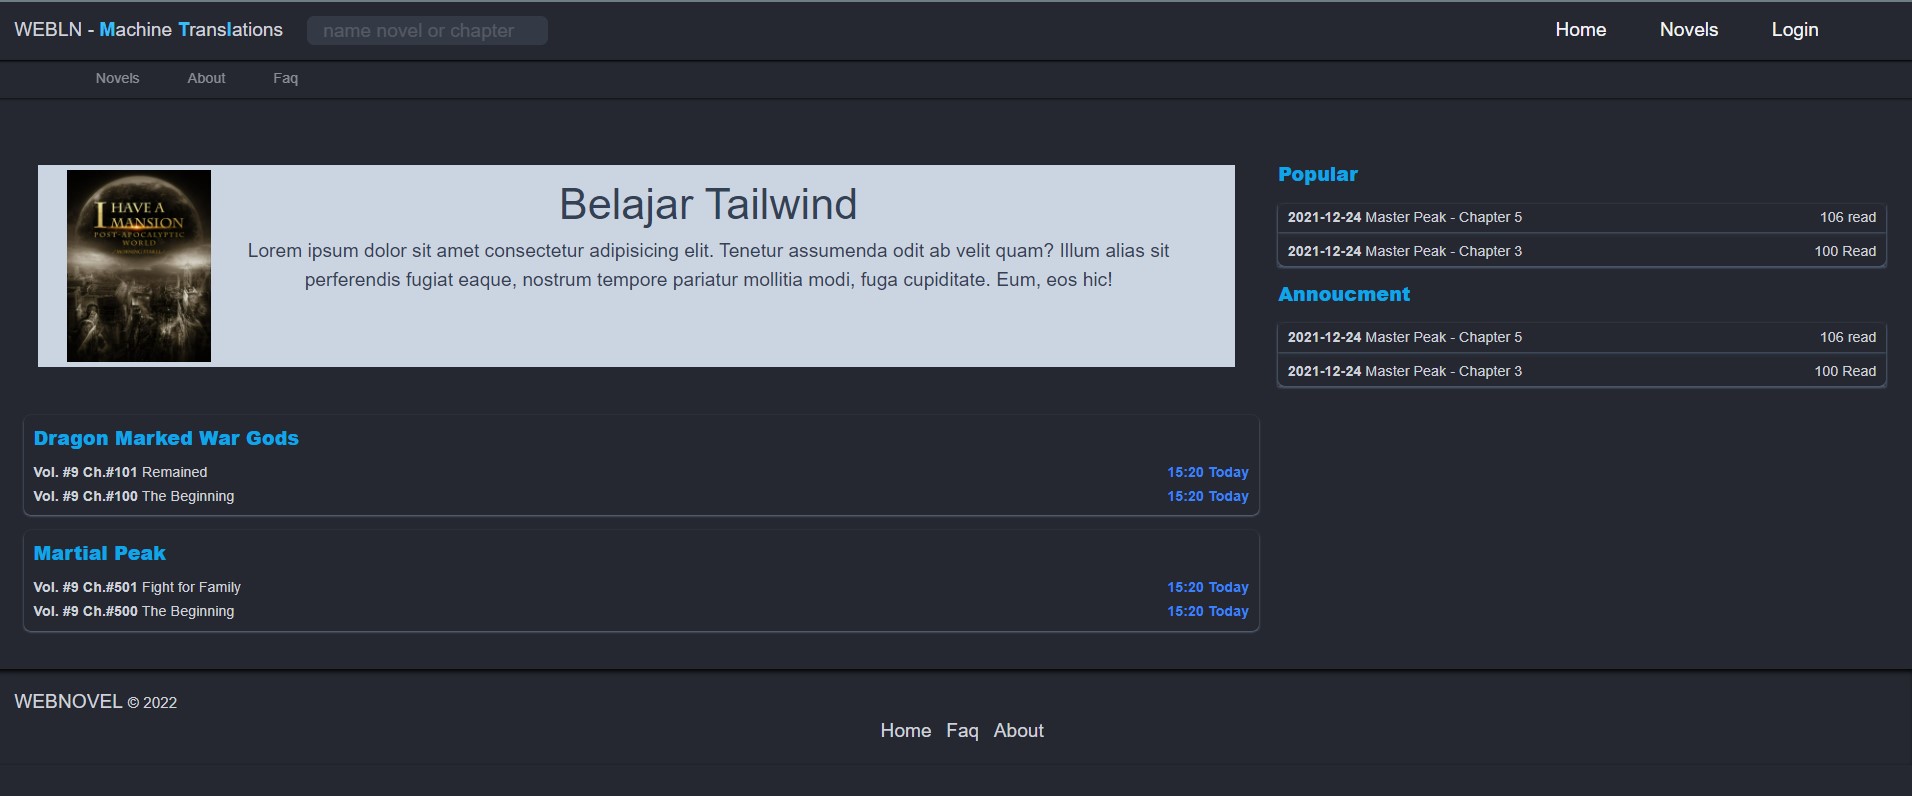 WEBLN - Machine Translations
name novel or chapter
Home
Novels
Login
Novels
About
Faq
I HAVE A
MANSION
POST-APOCALYPTIC
WORLD
Belajar Tailwind
Lorem ipsum dolor sit amet consectetur adipisicing elit. Tenetur assumenda odit ab velit quam? Illum alias sit
perferendis fugiat eaque, nostrum tempore pariatur mollitia modi, fuga cupiditate. Eum, eos hic!
Popular
2021-12-24 Master Peak - Chapter 5 106 read
2021-12-24 Master Peak - Chapter 3 100 Read
Annoucment
2021-12-24 Master Peak - Chapter 5 106 read
2021-12-24 Master Peak - Chapter 3 100 Read
Dragon Marked War Gods
Vol. #9 Ch.#101 Remained 15:20 Today
Vol. #9 Ch.#100 The Beginning 15:20 Today
Martial Peak
Vol. #9 Ch.#501 Fight for Family 15:20 Today
Vol. #9 Ch.#500 The Beginning 15:20 Today
WEBNOVEL © 2022
Home Faq About